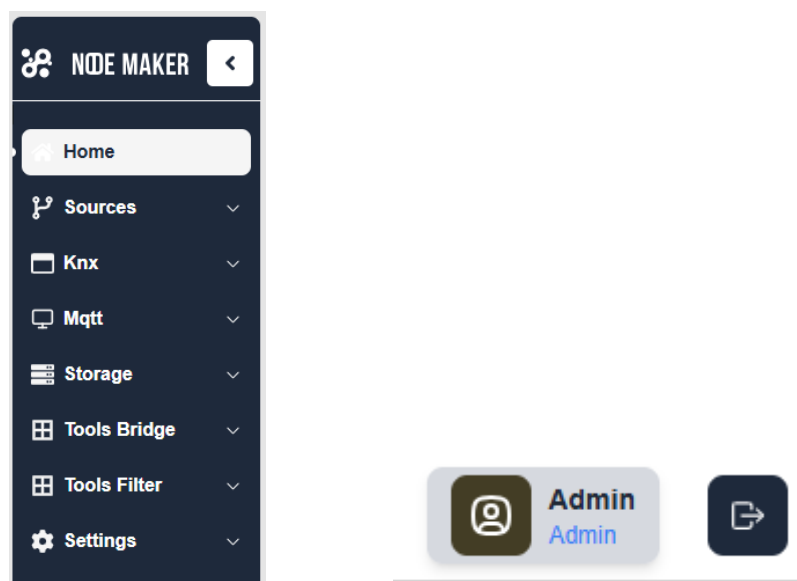 NODE MAKER
Home
Sources
Knx
Mqtt
Storage
Tools Bridge
Tools Filter
Settings
Admin
Admin